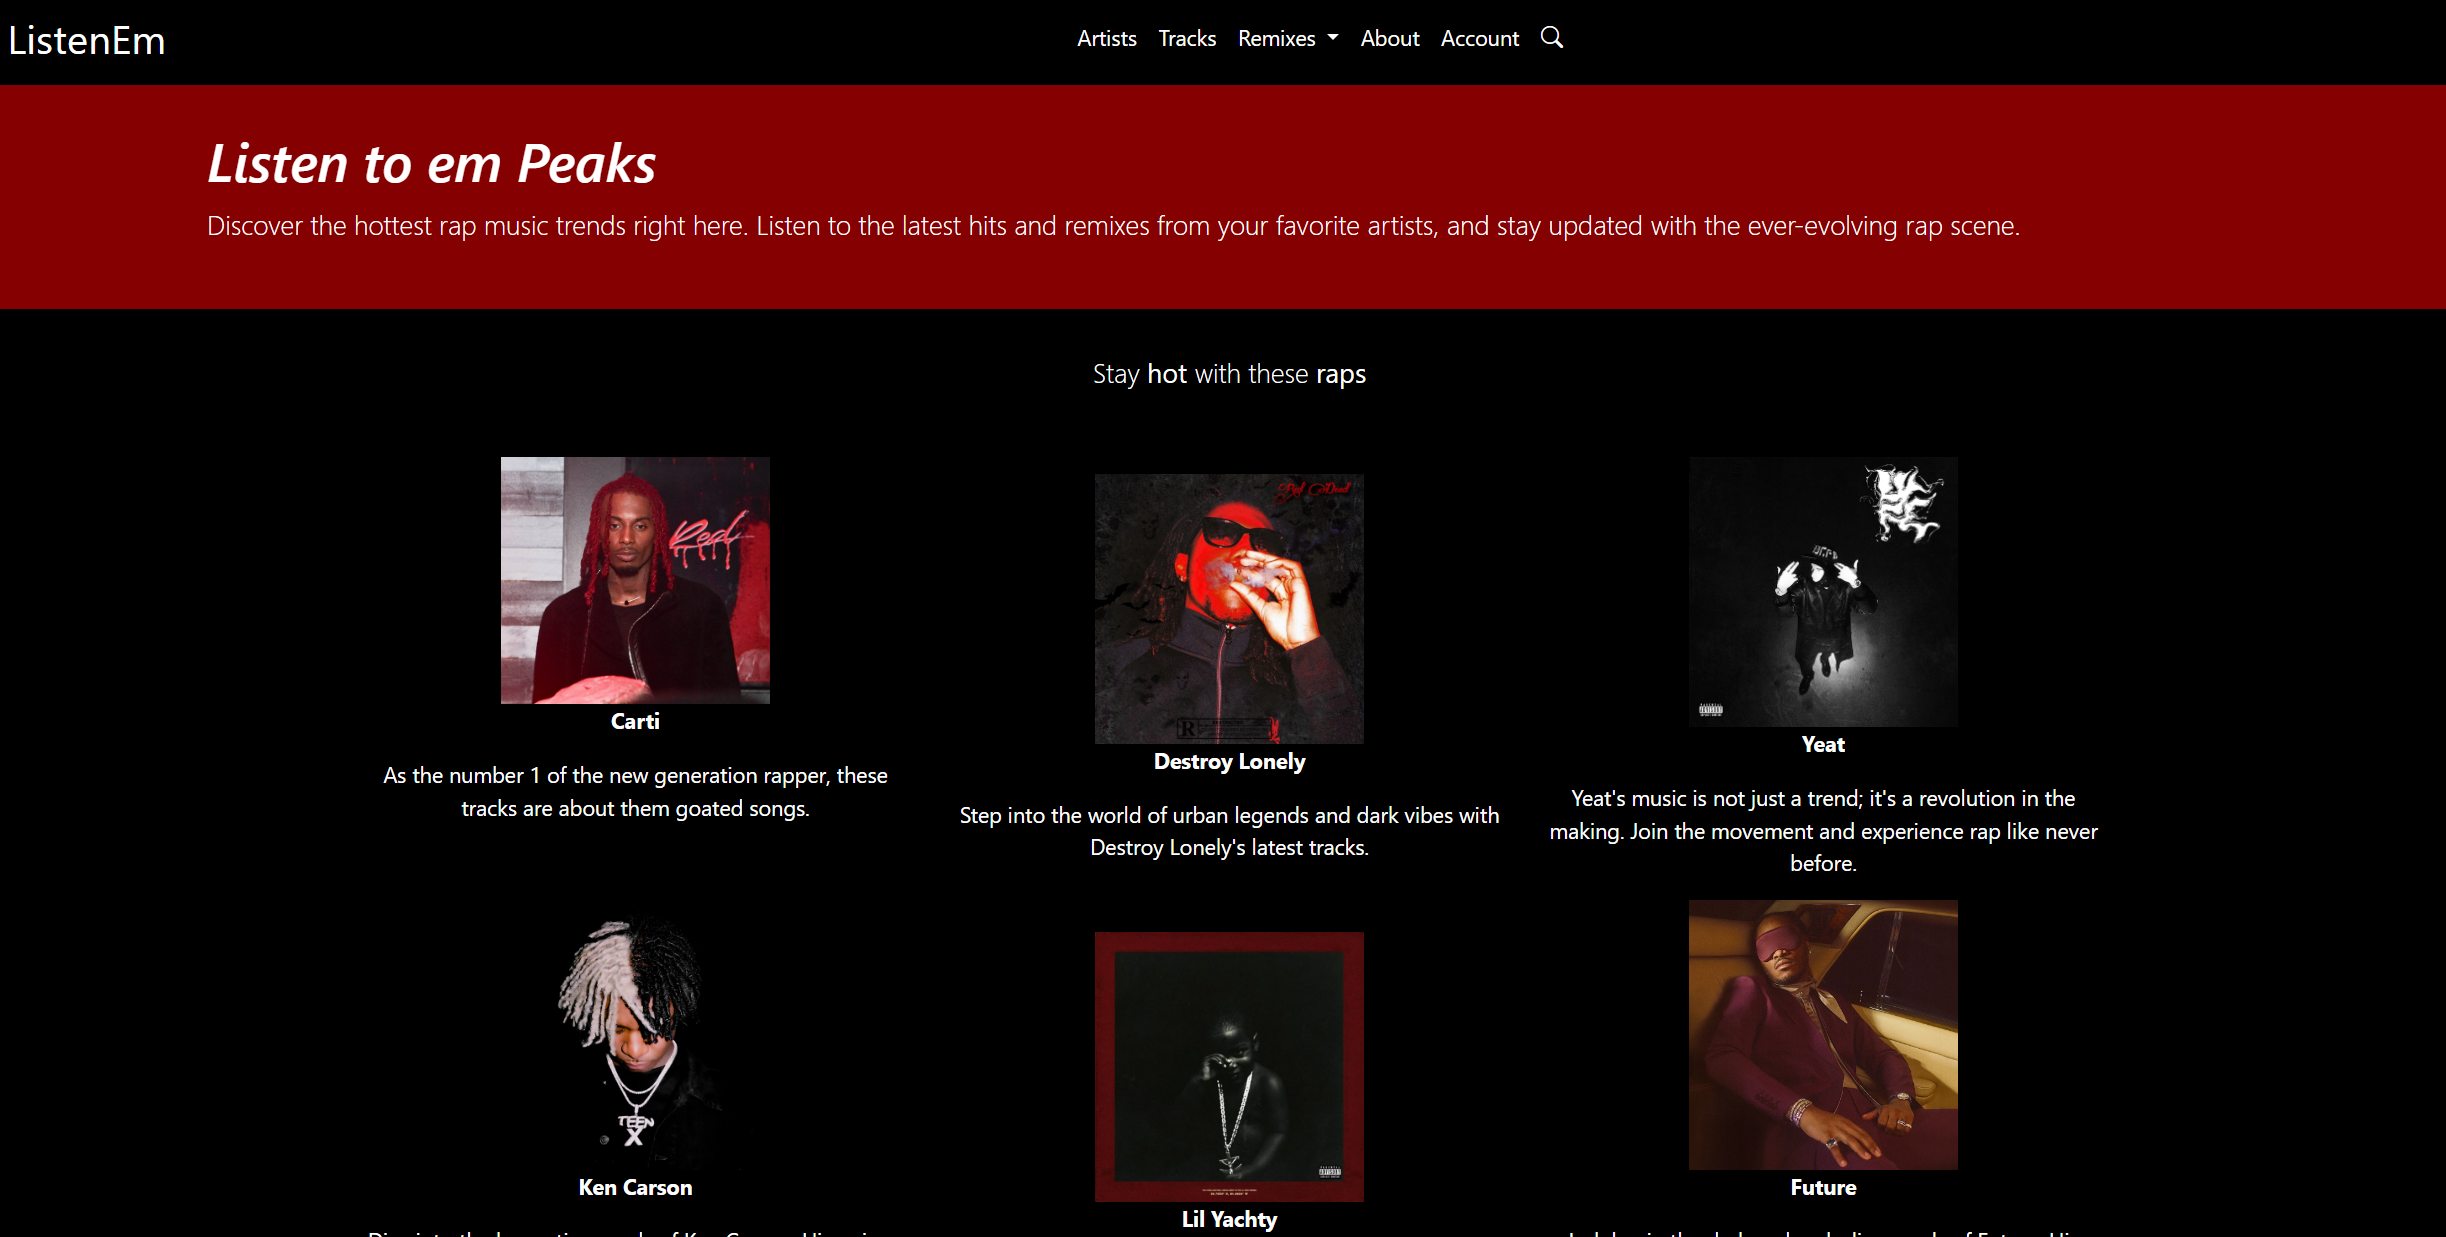 ListenEm
Artists Tracks Remixes About Account
Listen to em Peaks
Discover the hottest rap music trends right here. Listen to the latest hits and remixes from your favorite artists, and stay updated with the ever-evolving rap scene.
Stay hot with these raps
Red
Carti
As the number 1 of the new generation rapper, these
tracks are about them goated songs.
R
Destroy Lonely
Step into the world of urban legends and dark vibes with
Destroy Lonely's latest tracks.
Yeat
Yeat's music is not just a trend; it's a revolution in the
making. Join the movement and experience rap like never
before.
TEEN
X
Ken Carson
Lil Yachty
Future